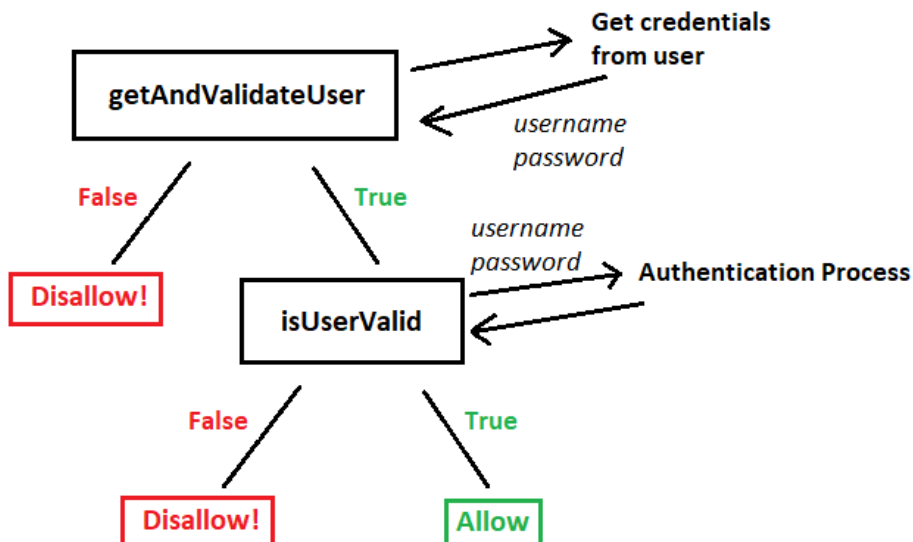 Get credentials
from user
getAndValidateUser
username
password
False
True
username
password
Authentication Process
Disallow!
isUserValid
False
True
Disallow!
Allow